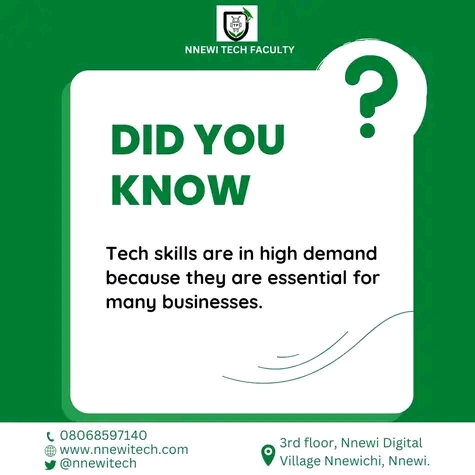 NNEWI TECH FACULTY
?
DID YOU
KNOW
Tech skills are in high demand
because they are essential for
many businesses.
08068597140
www.nnewitech.com
@nnewitech
3rd floor, Nnewi Digital
Village Nnewichi, Nnewi.